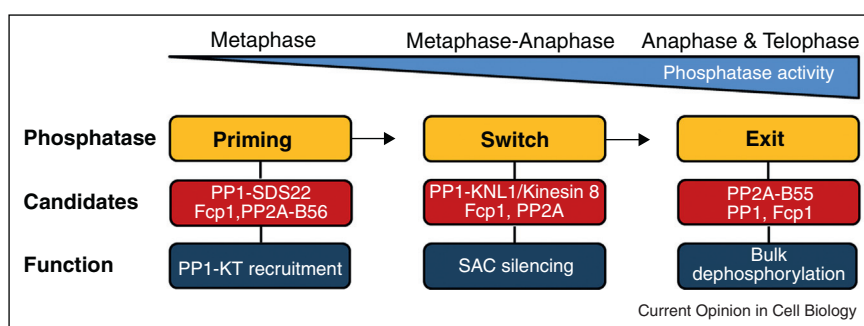 Metaphase Metaphase-Anaphase Anaphase & Telophase
Phosphatase activity
Phosphatase Priming Switch Exit
Candidates PP1-SDS22 PP1-KNL1/Kinesin 8 PP2A-B55
Fcp1,PP2A-B56 Fcp1, PP2A PP1, Fcp1
Function PP1-KT recruitment SAC silencing Bulk
dephosphorylation
Current Opinion in Cell Biology